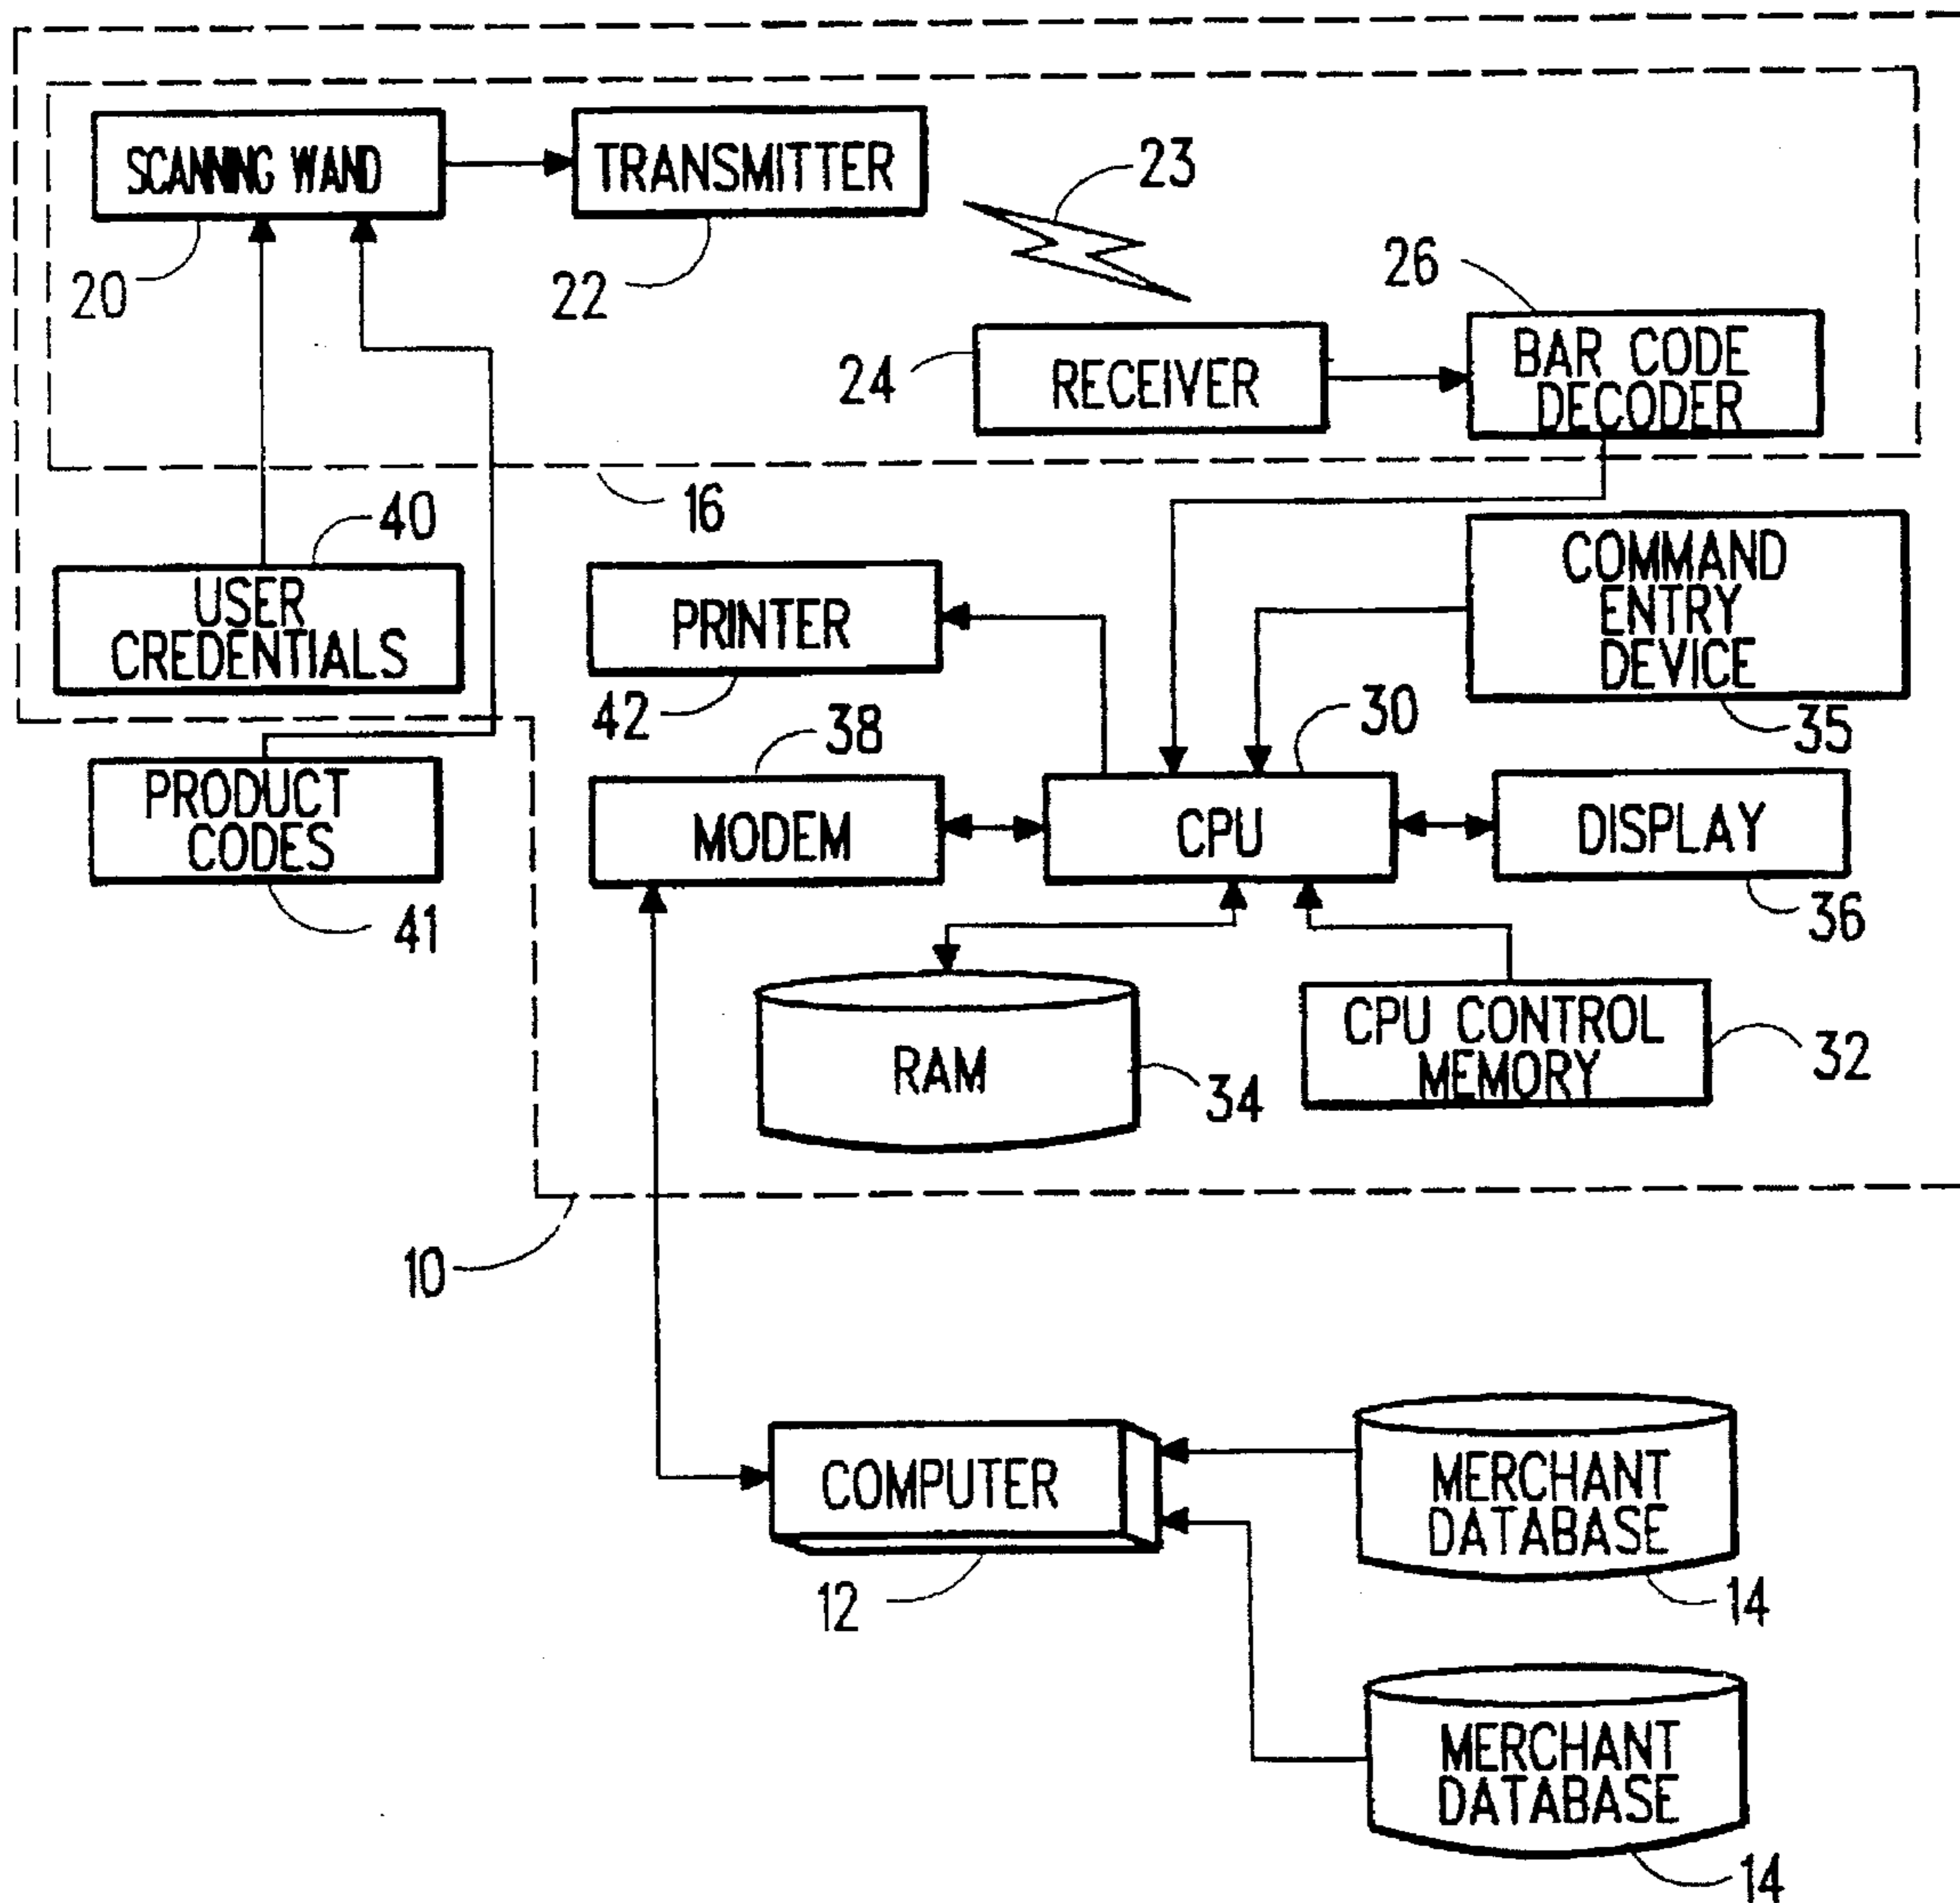 SCANNING WAND
TRANSMITTER
23
20
22
26
24
RECEIVER
BAR CODE
DECODER
16
40
USER
CREDENTIALS
PRINTER
COMMAND
ENTRY
DEVICE
42
38
30
35
PRODUCT
CODES
MODEM
CPU
DISPLAY
41
36
RAM
34
CPU CONTROL
MEMORY
32
10
COMPUTER
MERCHANT
DATABASE
12
14
MERCHANT
DATABASE
14